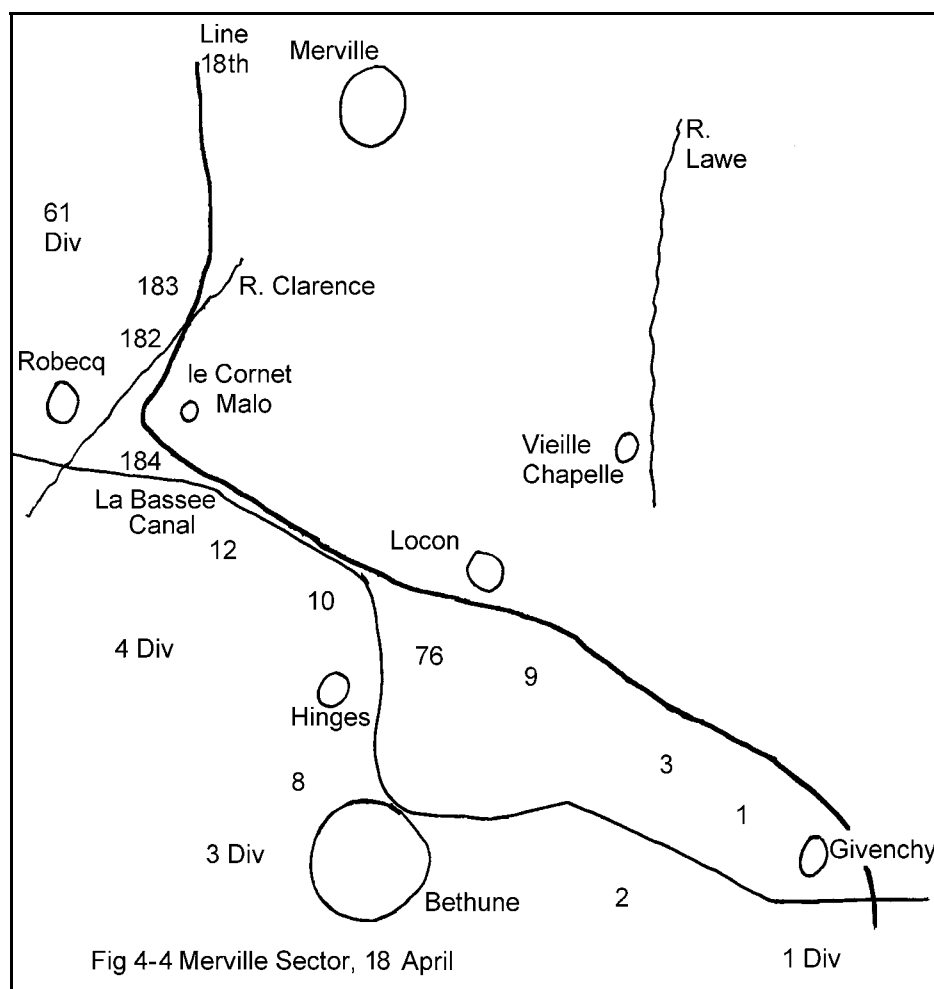 Line
18th
Merville
R.
Lawe
61
Div
183
R. Clarence
182
Robecq
le Cornet
Malo
Vieille
Chapelle
184
La Bassee
Canal
12
Locon
10
4 Div
76
9
Hinges
3
8
1
3 Div
Givenchy
Bethune
2
Fig 4-4 Merville Sector, 18 April
1 Div